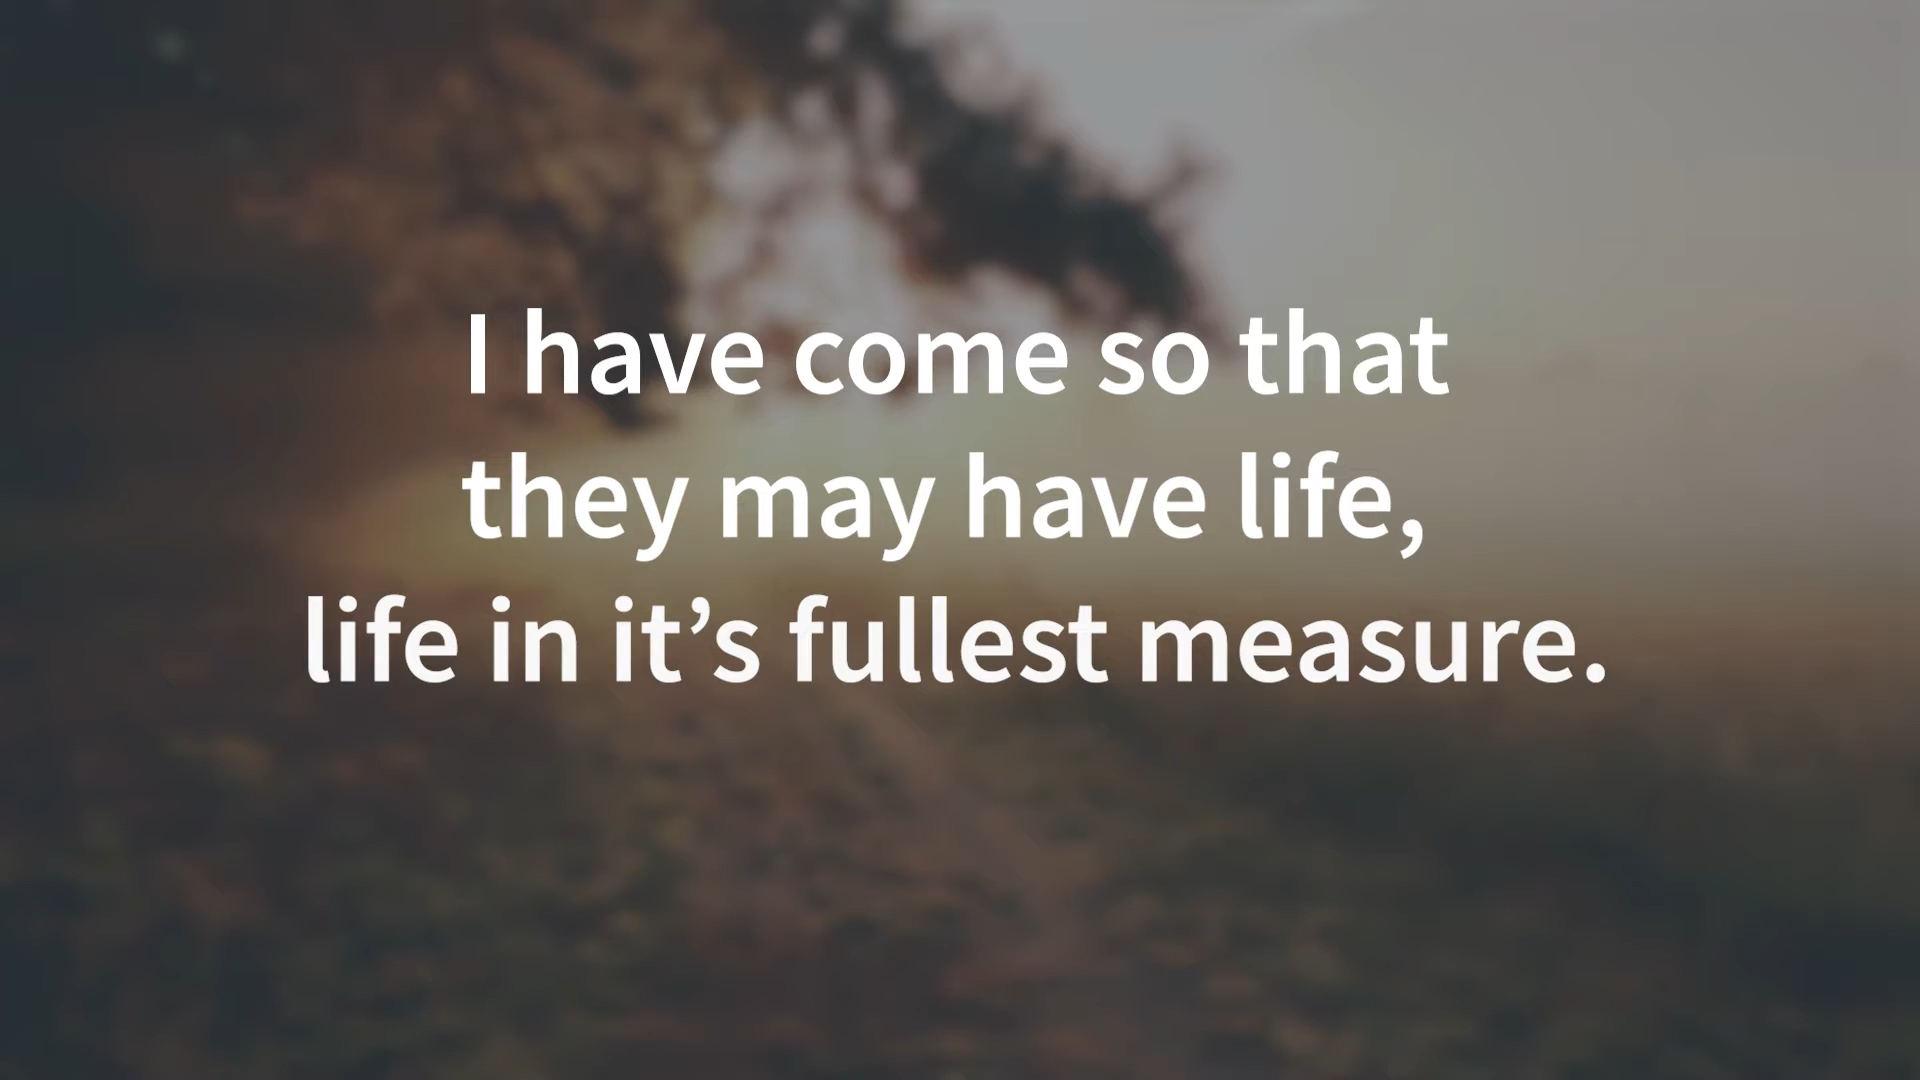 I have come so that
they may have life,
life in it’s fullest measure.